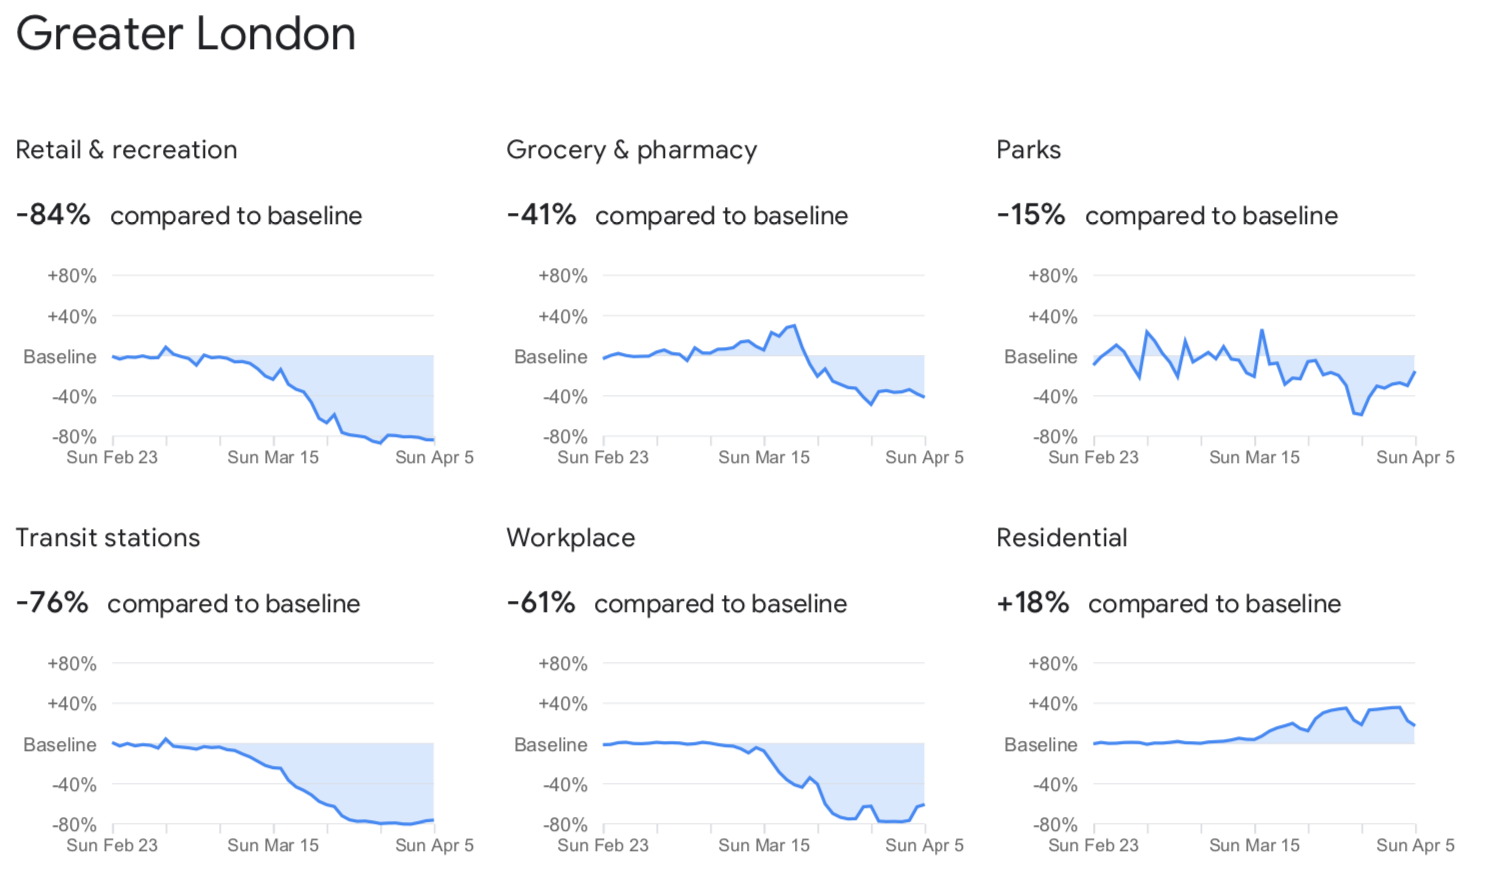 Greater London
Retail & recreation
-84% compared to baseline
+80%
+40%
Baseline
-40%
-80%
Sun Feb 23 Sun Mar 15 Sun Apr 5
Grocery & pharmacy
-41% compared to baseline
+80%
+40%
Baseline
-40%
-80%
Sun Feb 23 Sun Mar 15 Sun Apr 5
Parks
-15% compared to baseline
+80%
+40%
Baseline
-40%
-80%
Sun Feb 23 Sun Mar 15 Sun Apr 5
Transit stations
-76% compared to baseline
+80%
+40%
Baseline
-40%
-80%
Sun Feb 23 Sun Mar 15 Sun Apr 5
Workplace
-61% compared to baseline
+80%
+40%
Baseline
-40%
-80%
Sun Feb 23 Sun Mar 15 Sun Apr 5
Residential
+18% compared to baseline
+80%
+40%
Baseline
-40%
-80%
Sun Feb 23 Sun Mar 15 Sun Apr 5